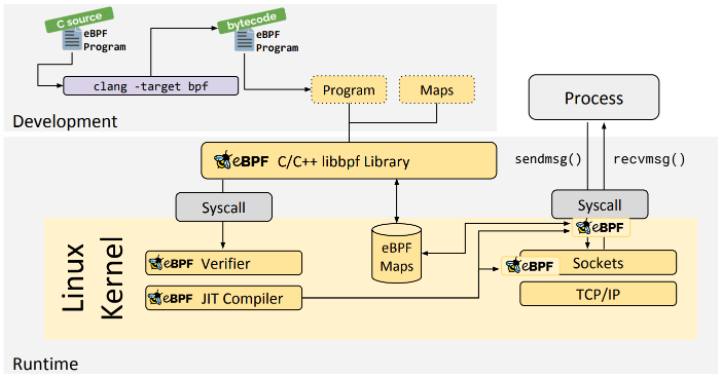 C source
eBPF
Program
bytecode
eBPF
Program
clang -target bpf
Program
Maps
Development
Process
sendmsg()
recvmsg()
eBPF C/C++ libbpf Library
Syscall
Syscall
eBPF
Linux
Kernel
eBPF Verifier
eBPF
Maps
eBPF
Sockets
eBPF JIT Compiler
TCP/IP
Runtime